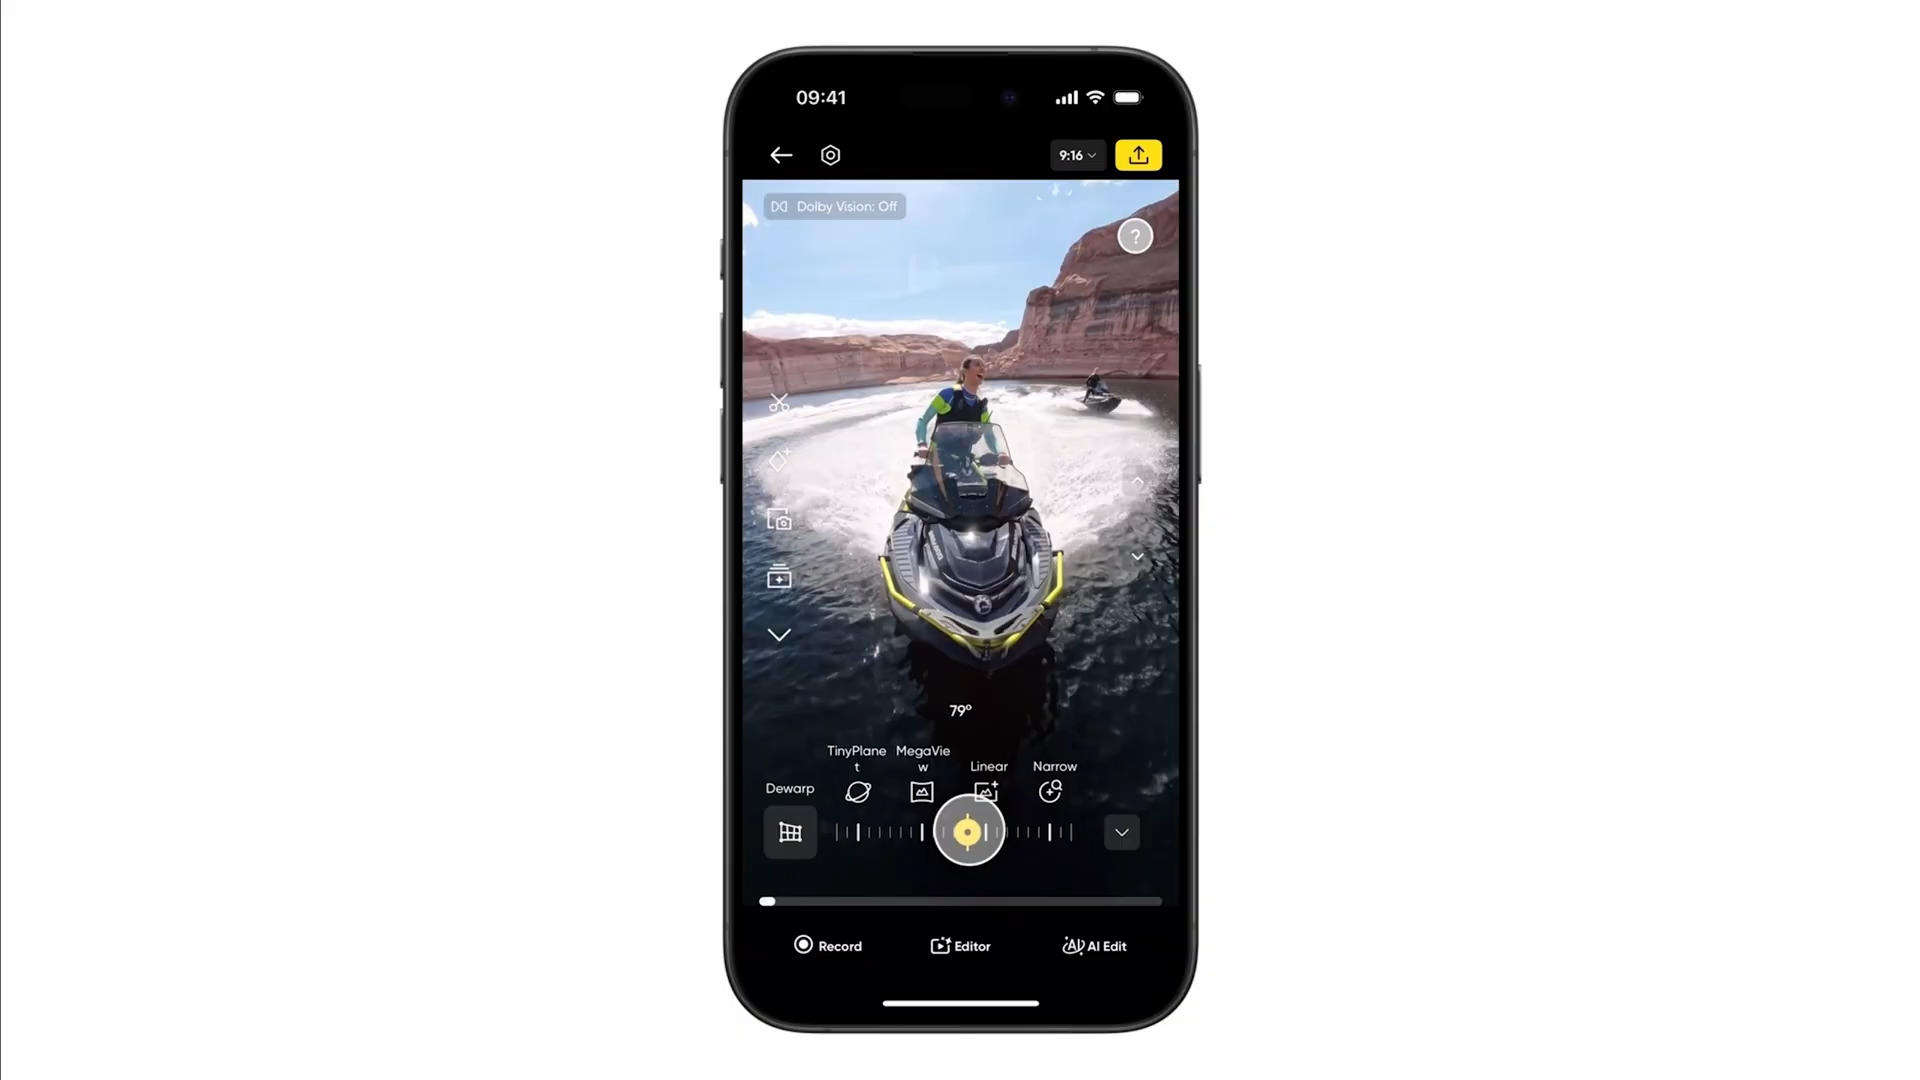 09:41
9:16
Dolby Vision: Off
?
79°
TinyPlane
t
MegaVie
w
Linear
Narrow
Dewarp
Record
Editor
AI Edit